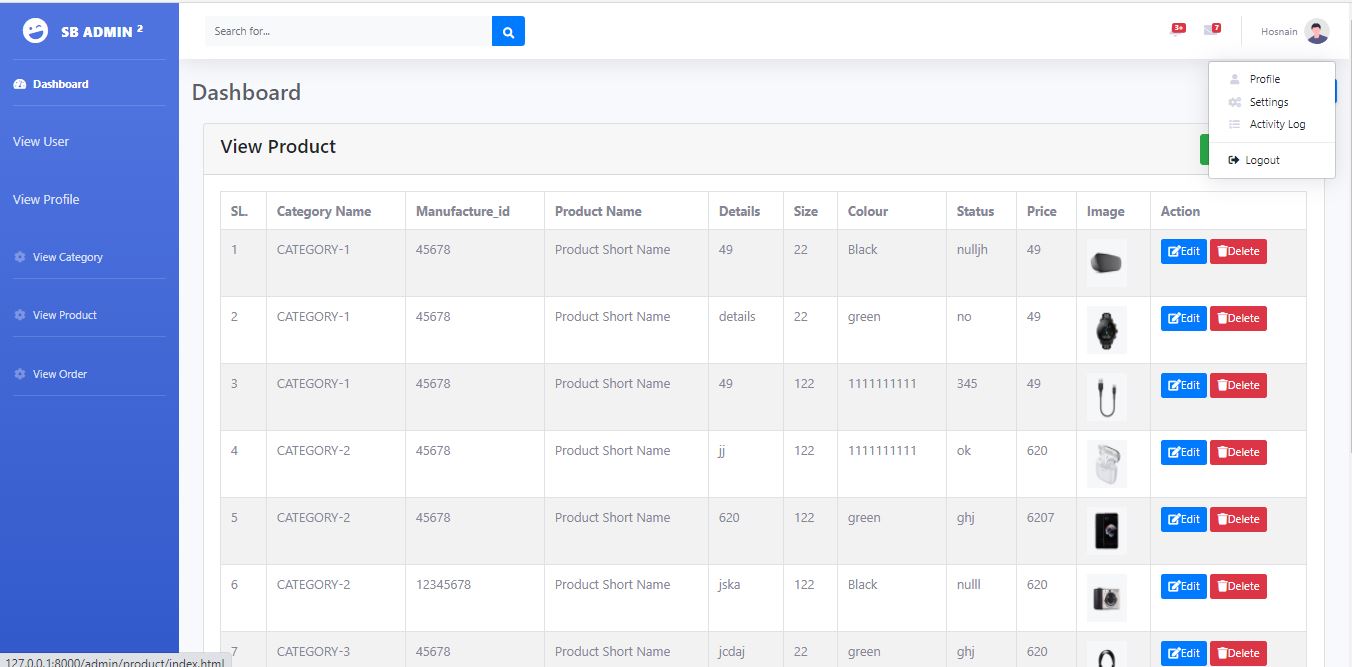 SB ADMIN 2
Search for...
3+
7
Hosnain
Dashboard
View User
View Profile
View Category
View Product
View Order
Dashboard
Profile
Settings
Activity Log
Logout
View Product
SL. Category Name Manufacture_id Product Name Details Size Colour Status Price Image Action
1 CATEGORY-1 45678 Product Short Name 49 22 Black nulljh 49 Edit Delete
2 CATEGORY-1 45678 Product Short Name details 22 green no 49 Edit Delete
3 CATEGORY-1 45678 Product Short Name 49 122 1111111111 345 49 Edit Delete
4 CATEGORY-2 45678 Product Short Name jj 122 1111111111 ok 620 Edit Delete
5 CATEGORY-2 45678 Product Short Name 620 122 green ghj 6207 Edit Delete
6 CATEGORY-2 12345678 Product Short Name jska 122 Black nulll 620 Edit Delete
7 CATEGORY-3 45678 Product Short Name jcdaj 22 green ghj 620 Edit Delete
127.0.0.1:8000/admin/product/index.html